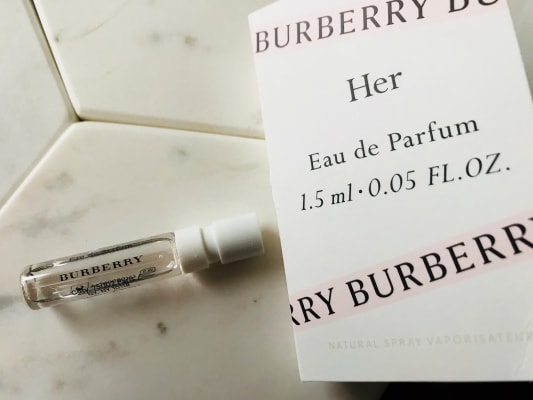 BURBERRY BU
Her
Eau de Parfum
1.5 ml · 0.05 FL.OZ.
RRY BURBERRY
NATURAL SPRAY VAPORISATEUR
BURBERRY